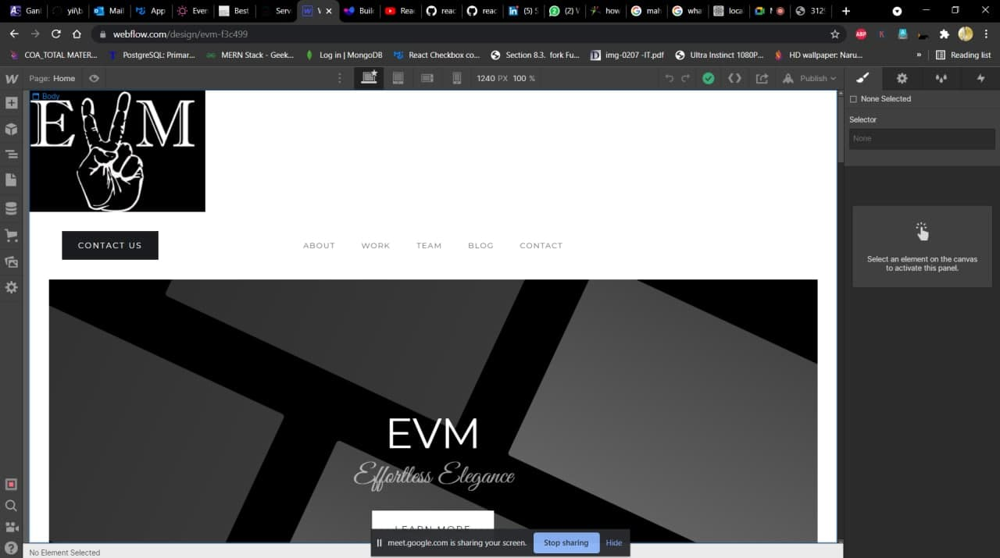 Gant
yii\b
Mail
App
Even
Best
Serv
W
Buil
Reac
reac
reac
(5) S
(2) W
how
mah
wha
loca
3125
webflow.com/design/evm-f3c499
COA_TOTAL MATER...
PostgreSQL: Primar...
MERN Stack - Geek...
Log in | MongoDB
React Checkbox co...
Section 8.3. fork Fu...
img-0207 -IT.pdf
Ultra Instinct 1080P...
HD wallpaper: Naru...
»
Reading list
Page: Home
1240 PX 100 %
Publish
Body
None Selected
Selector
None
EVM
CONTACT US
ABOUT WORK TEAM BLOG CONTACT
Select an element on the canvas
to activate this panel.
EVM
Effortless Elegance
LEARN MORE
meet.google.com is sharing your screen.
Stop sharing
Hide
No Element Selected